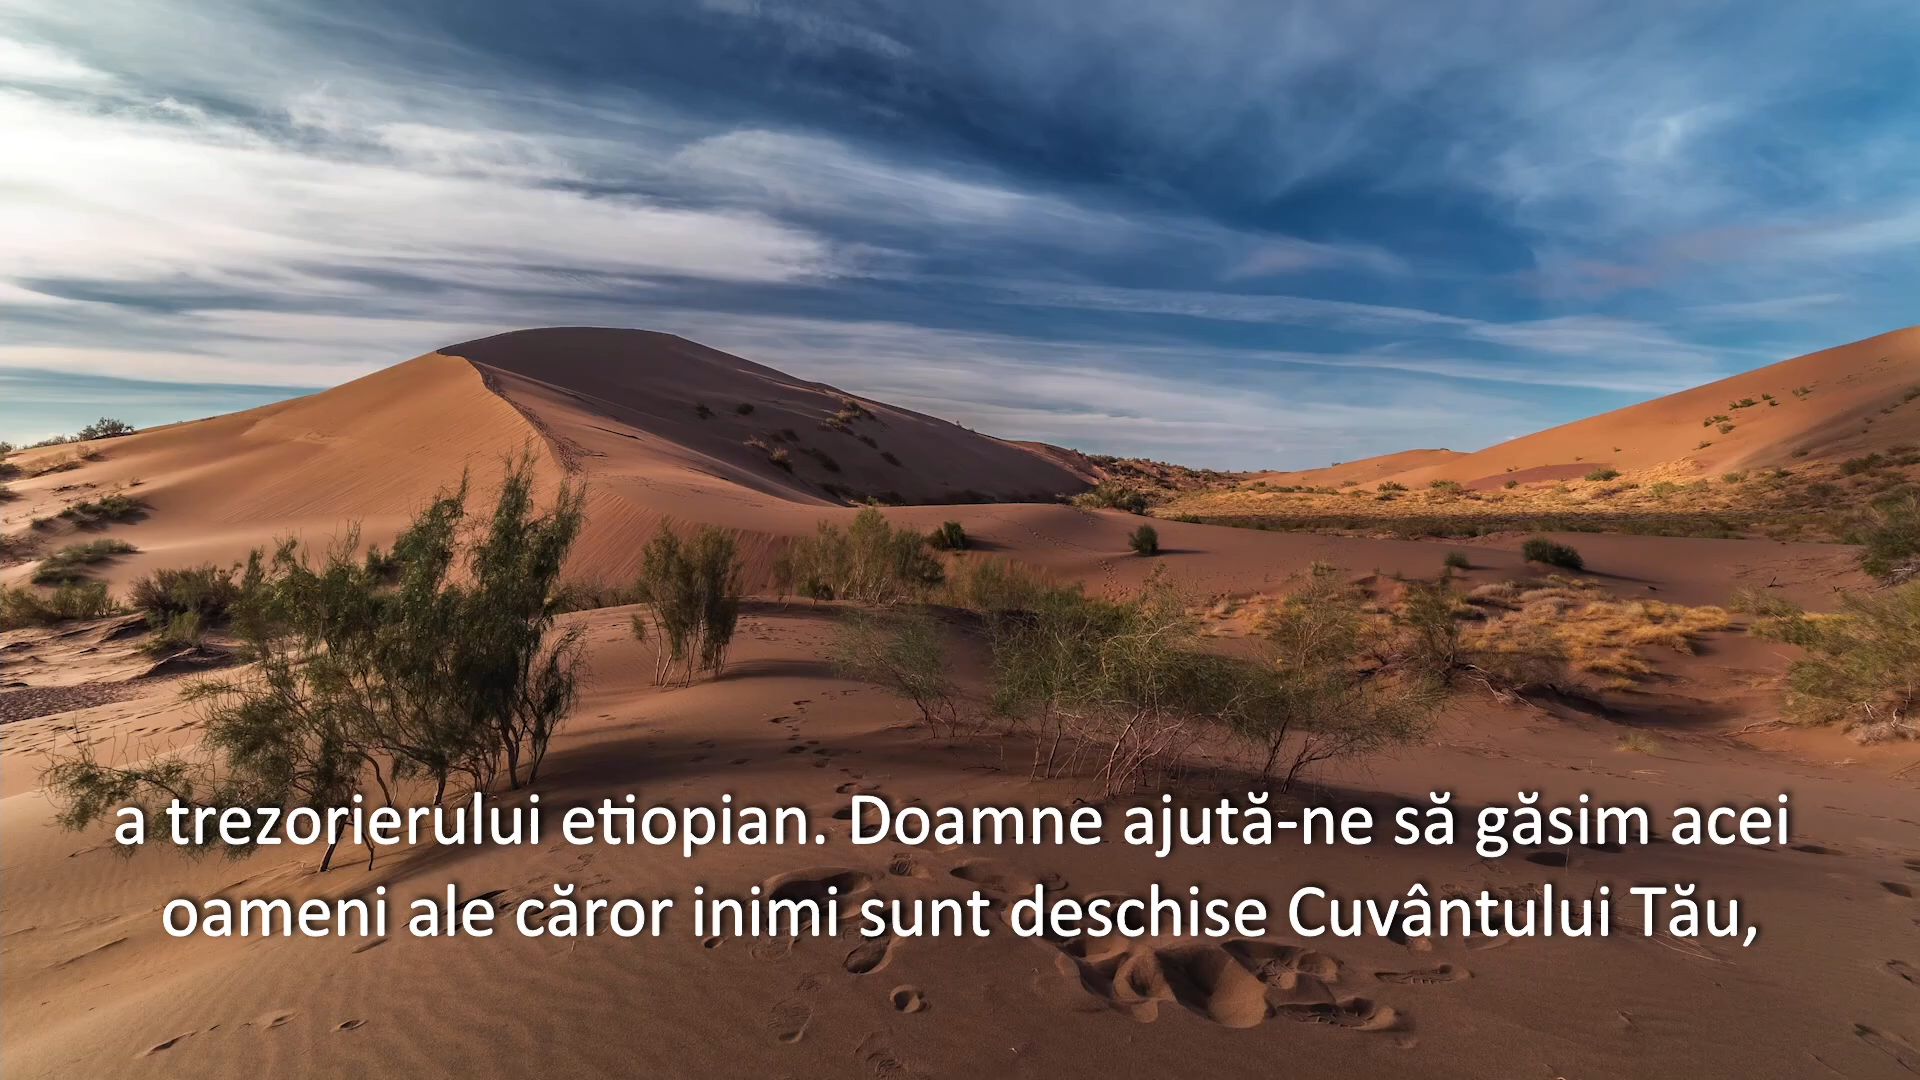 a trezorierului etiopian. Doamne ajută-ne să găsim acei
oameni ale căror inimi sunt deschise Cuvântului Tău,